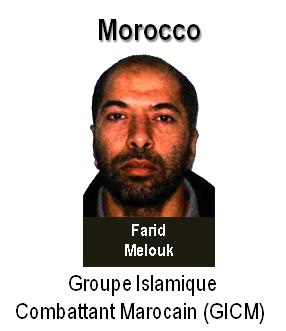 Morocco
Farid
Melouk
Groupe Islamique
Combattant Marocain (GICM)